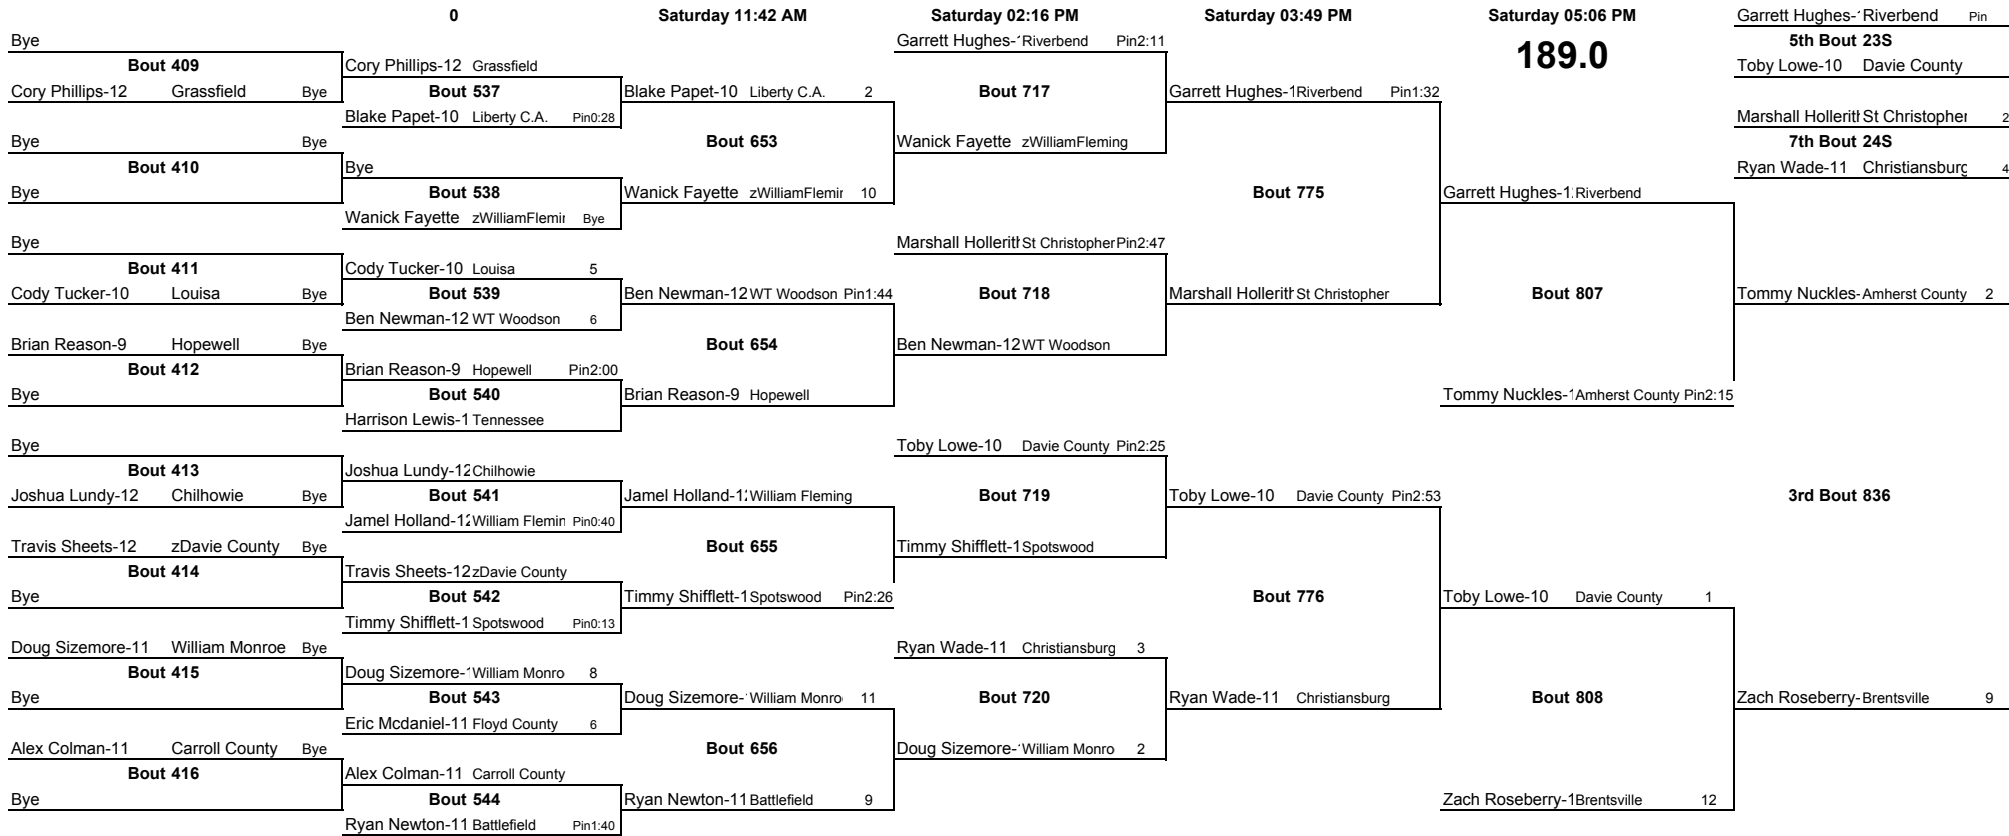 0 Saturday 11:42 AM Saturday 02:16 PM Saturday 03:49 PM Saturday 05:06 PM Garrett Hughes-1 Riverbend Pin
Bye Garrett Hughes-1 Riverbend Pin2:11 189.0 5th Bout 23S
Bout 409 Cory Phillips-12 Grassfield Toby Lowe-10 Davie County
Cory Phillips-12 Grassfield Bye Bout 537 Blake Papet-10 Liberty C.A. 2 Bout 717 Garrett Hughes-1 Riverbend Pin1:32
Blake Papet-10 Liberty C.A. Pin0:28 Marshall Hollerith St Christopher 2
Bye Bye Bout 653 Wanick Fayette zWilliamFleming 7th Bout 24S
Bout 410 Bye Ryan Wade-11 Christiansburg 4
Bye Bout 538 Wanick Fayette zWilliamFlemir 10 Bout 775 Garrett Hughes-1 Riverbend
Wanick Fayette zWilliamFlemir Bye
Bye Marshall Hollerith St Christopher Pin2:47
Bout 411 Cody Tucker-10 Louisa 5
Cody Tucker-10 Louisa Bye Bout 539 Ben Newman-12 WT Woodson Pin1:44 Bout 718 Marshall Hollerith St Christopher Bout 807 Tommy Nuckles- Amherst County 2
Ben Newman-12 WT Woodson 6
Brian Reason-9 Hopewell Bye Bout 654 Ben Newman-12 WT Woodson
Bout 412 Brian Reason-9 Hopewell Pin2:00
Bye Bout 540 Brian Reason-9 Hopewell Tommy Nuckles-1 Amherst County Pin2:15
Harrison Lewis-1 Tennessee
Bye Toby Lowe-10 Davie County Pin2:25
Bout 413 Joshua Lundy-12 Chilhowie
Joshua Lundy-12 Chilhowie Bye Bout 541 Jamel Holland-12 William Fleming Bout 719 Toby Lowe-10 Davie County Pin2:53 3rd Bout 836
Jamel Holland-12 William Flemin Pin0:40
Travis Sheets-12 zDavie County Bye Bout 655 Timmy Shifflett-1 Spotswood
Bout 414 Travis Sheets-12 zDavie County
Bye Bout 542 Timmy Shifflett-1 Spotswood Pin2:26 Bout 776 Toby Lowe-10 Davie County 1
Timmy Shifflett-1 Spotswood Pin0:13
Doug Sizemore-11 William Monroe Bye Ryan Wade-11 Christiansburg 3
Bout 415 Doug Sizemore-1 William Monro 8
Bye Bout 543 Doug Sizemore- William Monro 11 Bout 720 Ryan Wade-11 Christiansburg Bout 808 Zach Roseberry- Brentsville 9
Eric Mcdaniel-11 Floyd County 6
Alex Colman-11 Carroll County Bye Bout 656 Doug Sizemore-1 William Monro 2
Bout 416 Alex Colman-11 Carroll County
Bye Bout 544 Ryan Newton-11 Battlefield 9 Zach Roseberry-1 Brentsville 12
Ryan Newton-11 Battlefield Pin1:40